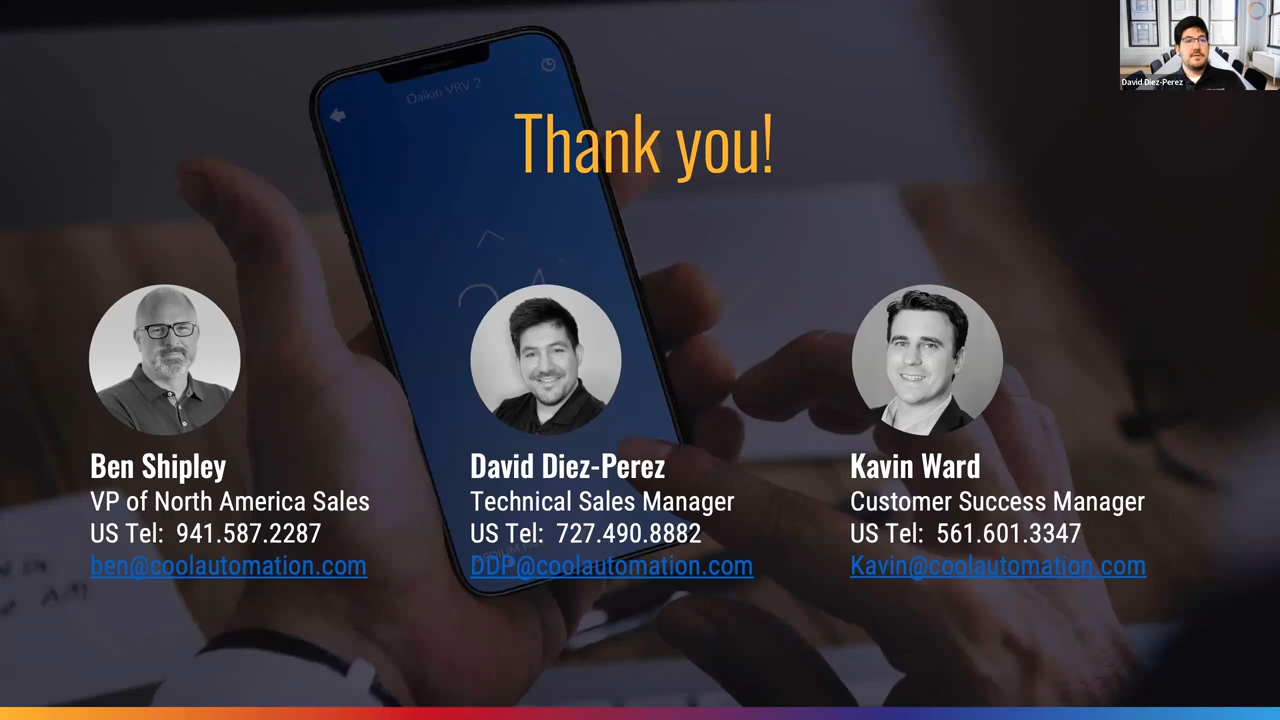 Daikin VRV 2
David Diez-Perez
Thank you!
Ben Shipley
VP of North America Sales
US Tel: 941.587.2287
ben@coolautomation.com
David Diez-Perez
Technical Sales Manager
US Tel: 727.490.8882
DDP@coolautomation.com
Kavin Ward
Customer Success Manager
US Tel: 561.601.3347
Kavin@coolautomation.com